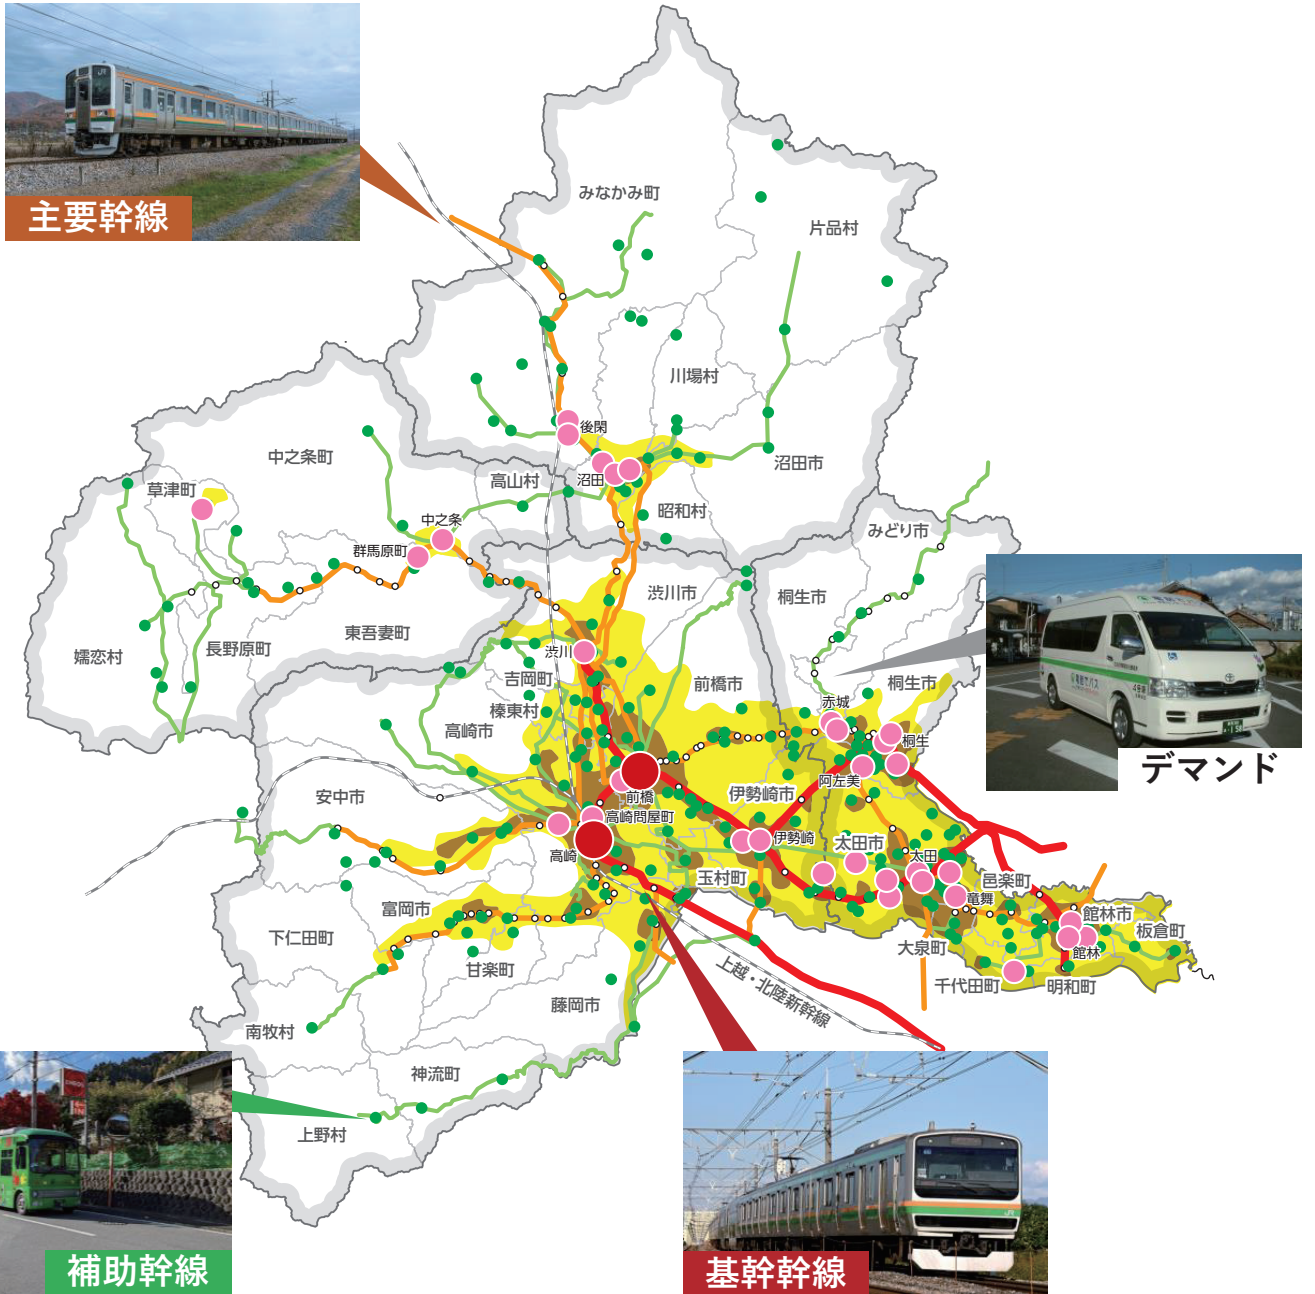 主要幹線
みなかみ町
片品村
川場村
後閑
沼田
沼田市
昭和村
高山村
中之条町
草津町
中之条
群馬原町
東吾妻町
長野原町
嬬恋村
みどり市
桐生市
渋川市
渋川
吉岡町
榛東村
高崎市
前橋市
赤城
桐生市
桐生
デマンド
安中市
前橋
高崎問屋町
高崎
伊勢崎市
伊勢崎
阿左美
太田市
太田
玉村町
邑楽町
竜舞
館林市
館林
板倉町
大泉町
千代田町
明和町
富岡市
下仁田町
甘楽町
藤岡市
上越・北陸新幹線
南牧村
神流町
上野村
補助幹線
基幹幹線
JR